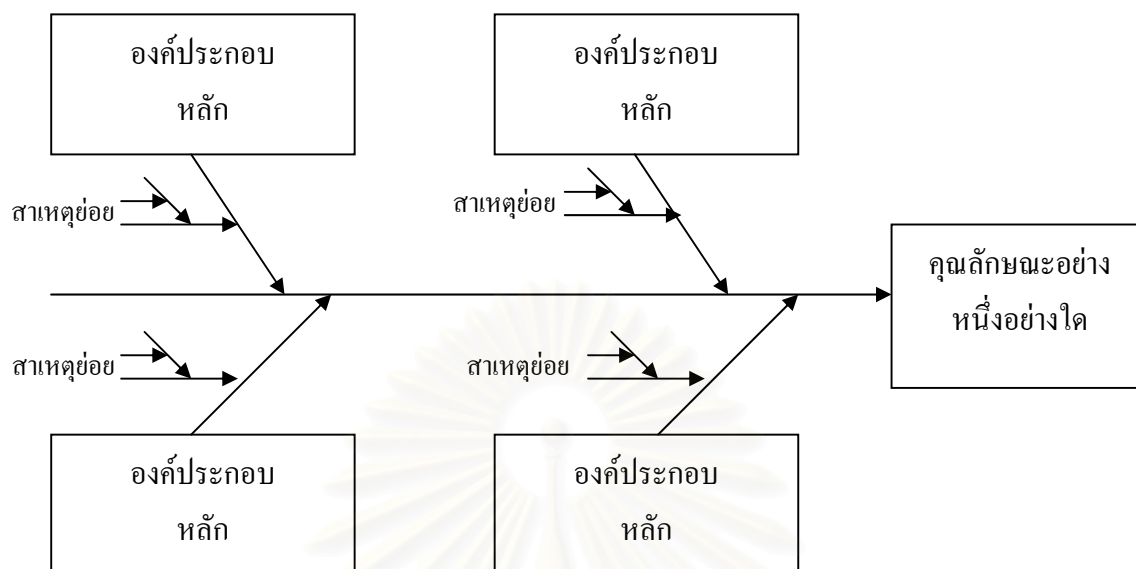 องค์ประกอบ
หลัก
องค์ประกอบ
หลัก
สาเหตุย่อย
สาเหตุย่อย
คุณลักษณะอย่าง
หนึ่งอย่างใด
สาเหตุย่อย
สาเหตุย่อย
องค์ประกอบ
หลัก
องค์ประกอบ
หลัก